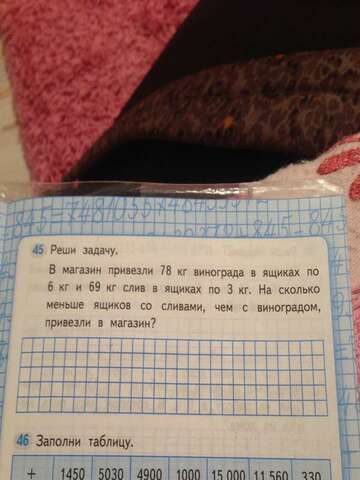 45 Реши задачу.
В магазин привезли 78 кг винограда в ящиках по
6 кг и 69 кг слив в ящиках по 3 кг. На сколько
меньше ящиков со сливами, чем с виноградом,
привезли в магазин?
46 Заполни таблицу.
+ 1450 5030 4900 1000 15 000 11 560 330